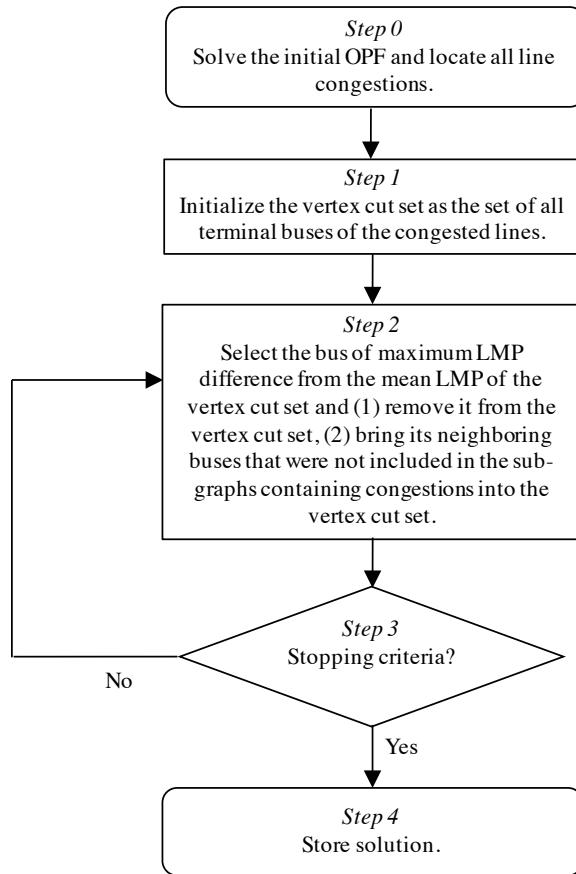 Step 0
Solve the initial OPF and locate all line
congestions.
Step 1
Initialize the vertex cut set as the set of all
terminal buses of the congested lines.
Step 2
Select the bus of maximum LMP
difference from the mean LMP of the
vertex cut set and (1) remove it from the
vertex cut set, (2) bring its neighboring
buses that were not included in the sub-
graphs containing congestions into the
vertex cut set.
Step 3
Stopping criteria?
No
Yes
Step 4
Store solution.